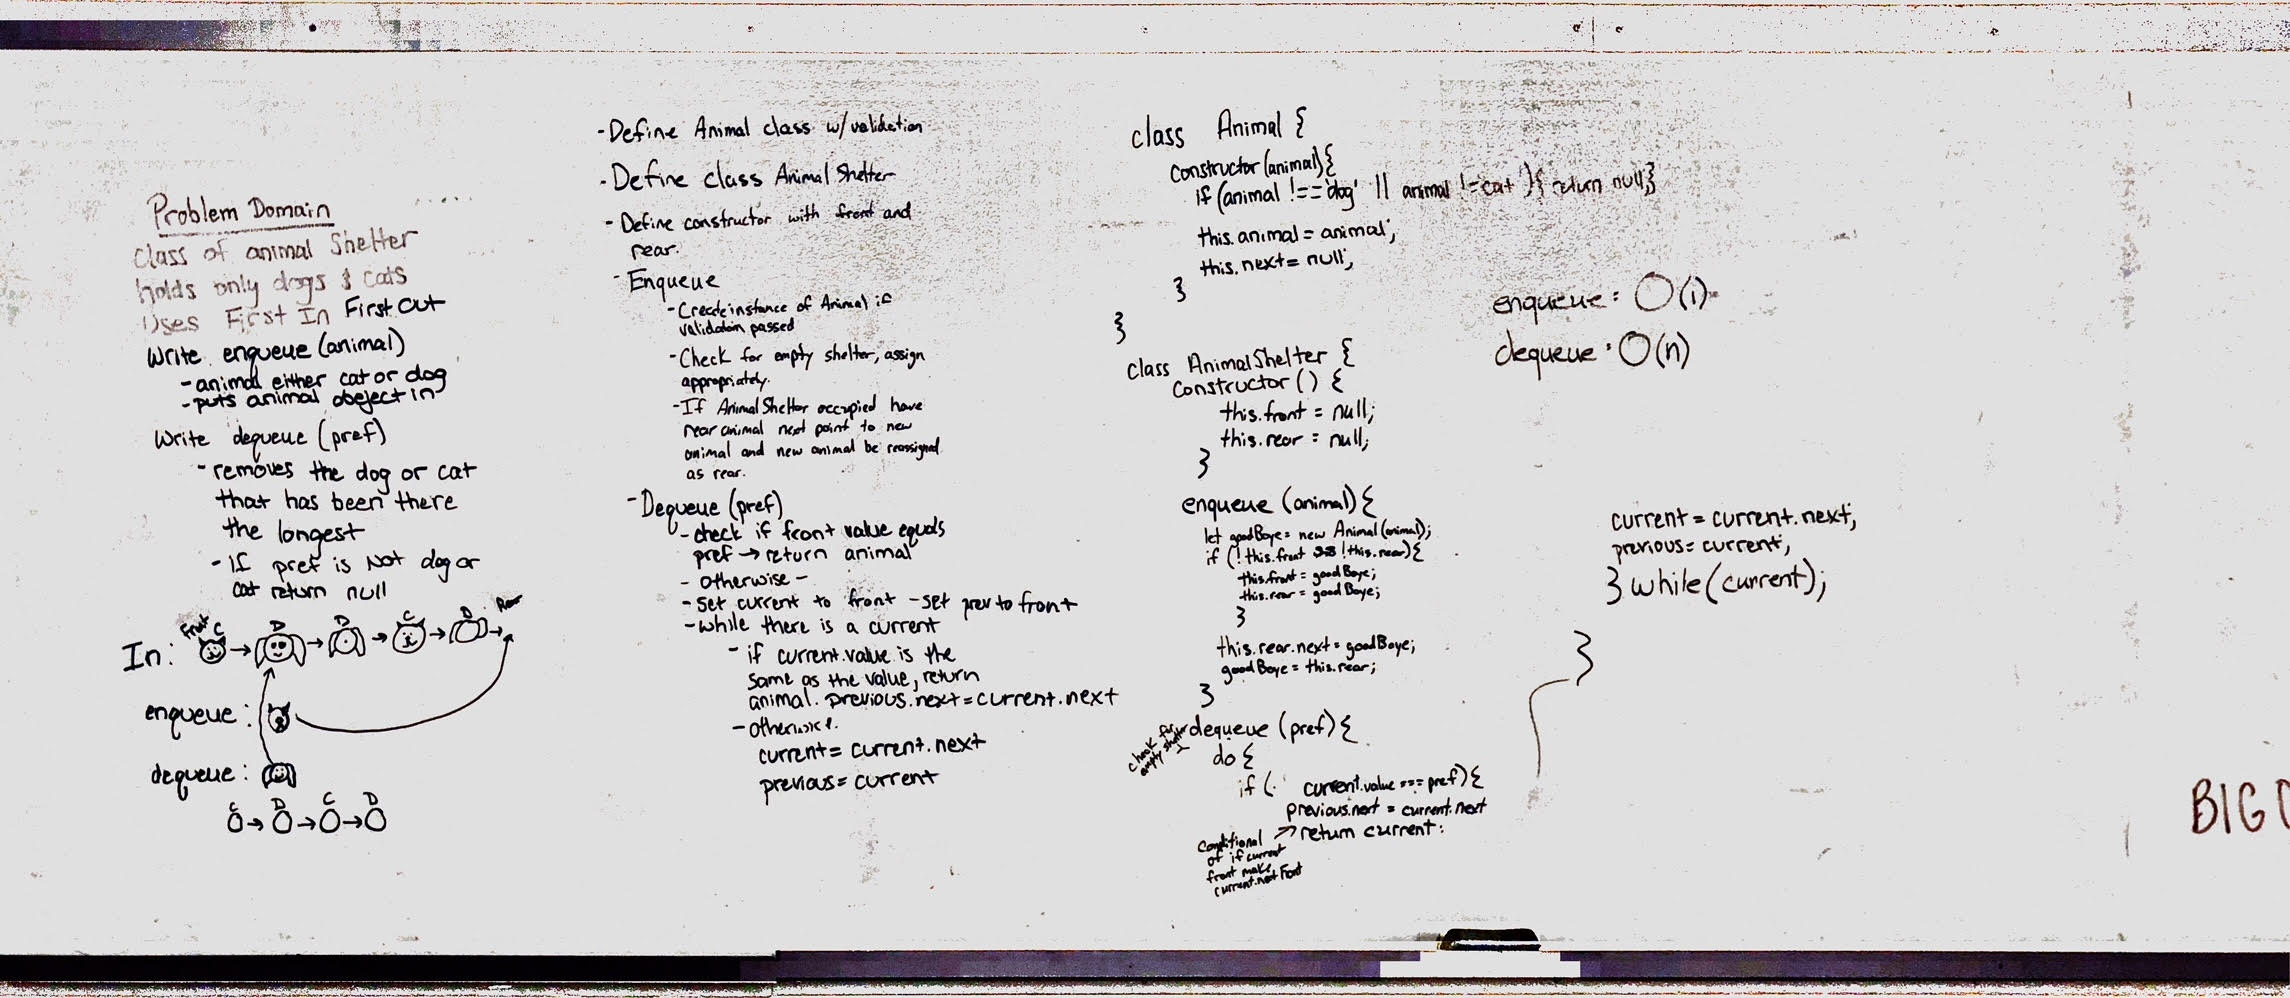 Problem Domain
Class of animal Shelter
holds only dogs & cats
Uses First In First Out
Write enqueue (animal)
- animal either cat or dog
- puts animal obeject in
Write dequeue (pref)
- removes the dog or cat
that has been there
the longest
- If pref is NOT dog or
cat return null
Front C D D C D Rear
In:
enqueue:
dequeue:
C D C D
- Define Animal class w/ validation
- Define class Animal Shelter
- Define constructor with front and
rear.
- Enqueue
- Create instance of Animal if
validation passed
- Check for empty shelter, assign
appropriately.
- If Animal Shelter occupied have
rear animal next point to new
animal and new animal be reassigned
as rear.
- Dequeue (pref)
- check if front value equals
pref → return animal
- otherwise -
- set current to front - set prev to front
- while there is a current
- if current.value is the
same as the value, return
animal. previous.next = current.next
- otherwise.
current = current.next
previous = current
class Animal {
constructor (animal) {
if (animal !== 'dog' || animal != cat ') { return null; }
this.animal = animal;
this.next = null;
}
}
class AnimalShelter {
constructor () {
this.front = null;
this.rear = null;
}
enqueue (animal) {
let goodBoye = new Animal (animal);
if (! this.front && ! this.rear) {
this.front = goodBoye;
this.rear = goodBoye;
}
this.rear.next = goodBoye;
goodBoye = this.rear;
}
check for
empty shelter
dequeue (pref) {
do {
if ( current.value === pref) {
previous.next = current.next
return current;
conditional
of if current
front make
current.next Font
enqueue: O(1)
dequeue: O(n)
current = current.next;
previous = current;
} while (current);
}
BIG O